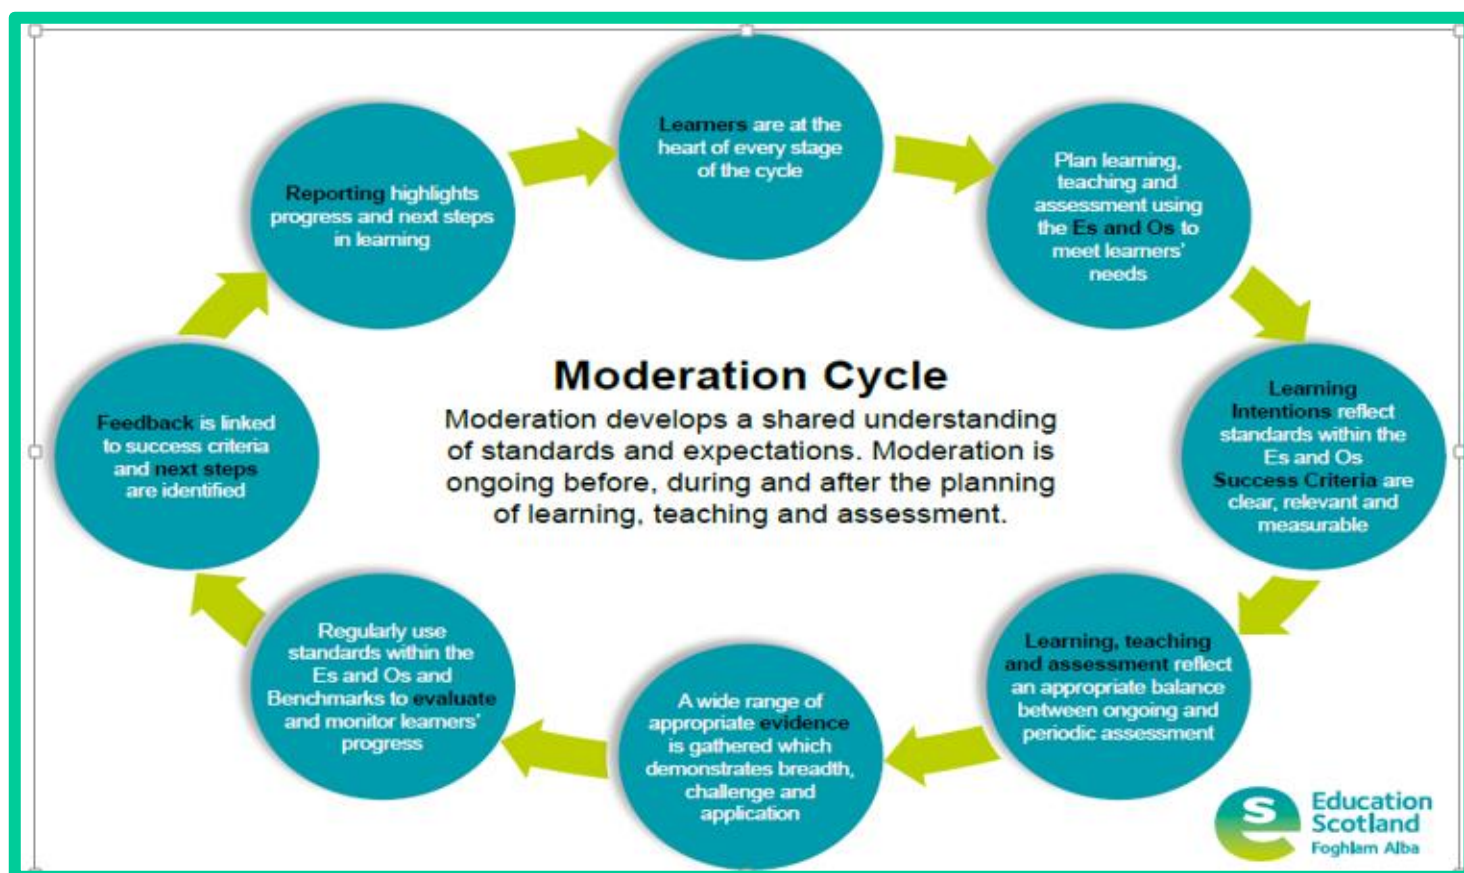 Learners are at the
heart of every stage
of the cycle
Plan learning,
teaching and
assessment using
the Es and Os to
meet learners'
needs
Learning
Intentions reflect
standards within the
Es and Os
Success Criteria are
clear, relevant and
measurable
Learning, teaching
and assessment reflect
an appropriate balance
between ongoing and
periodic assessment
A wide range of
appropriate evidence
is gathered which
demonstrates breadth,
challenge and
application
Regularly use
standards within the
Es and Os and
Benchmarks to evaluate
and monitor learners'
progress
Feedback is linked
to success criteria
and next steps
are identified
Reporting highlights
progress and next steps
in learning
Moderation Cycle
Moderation develops a shared understanding
of standards and expectations. Moderation is
ongoing before, during and after the planning
of learning, teaching and assessment.
Education
Scotland
Foghlam Alba